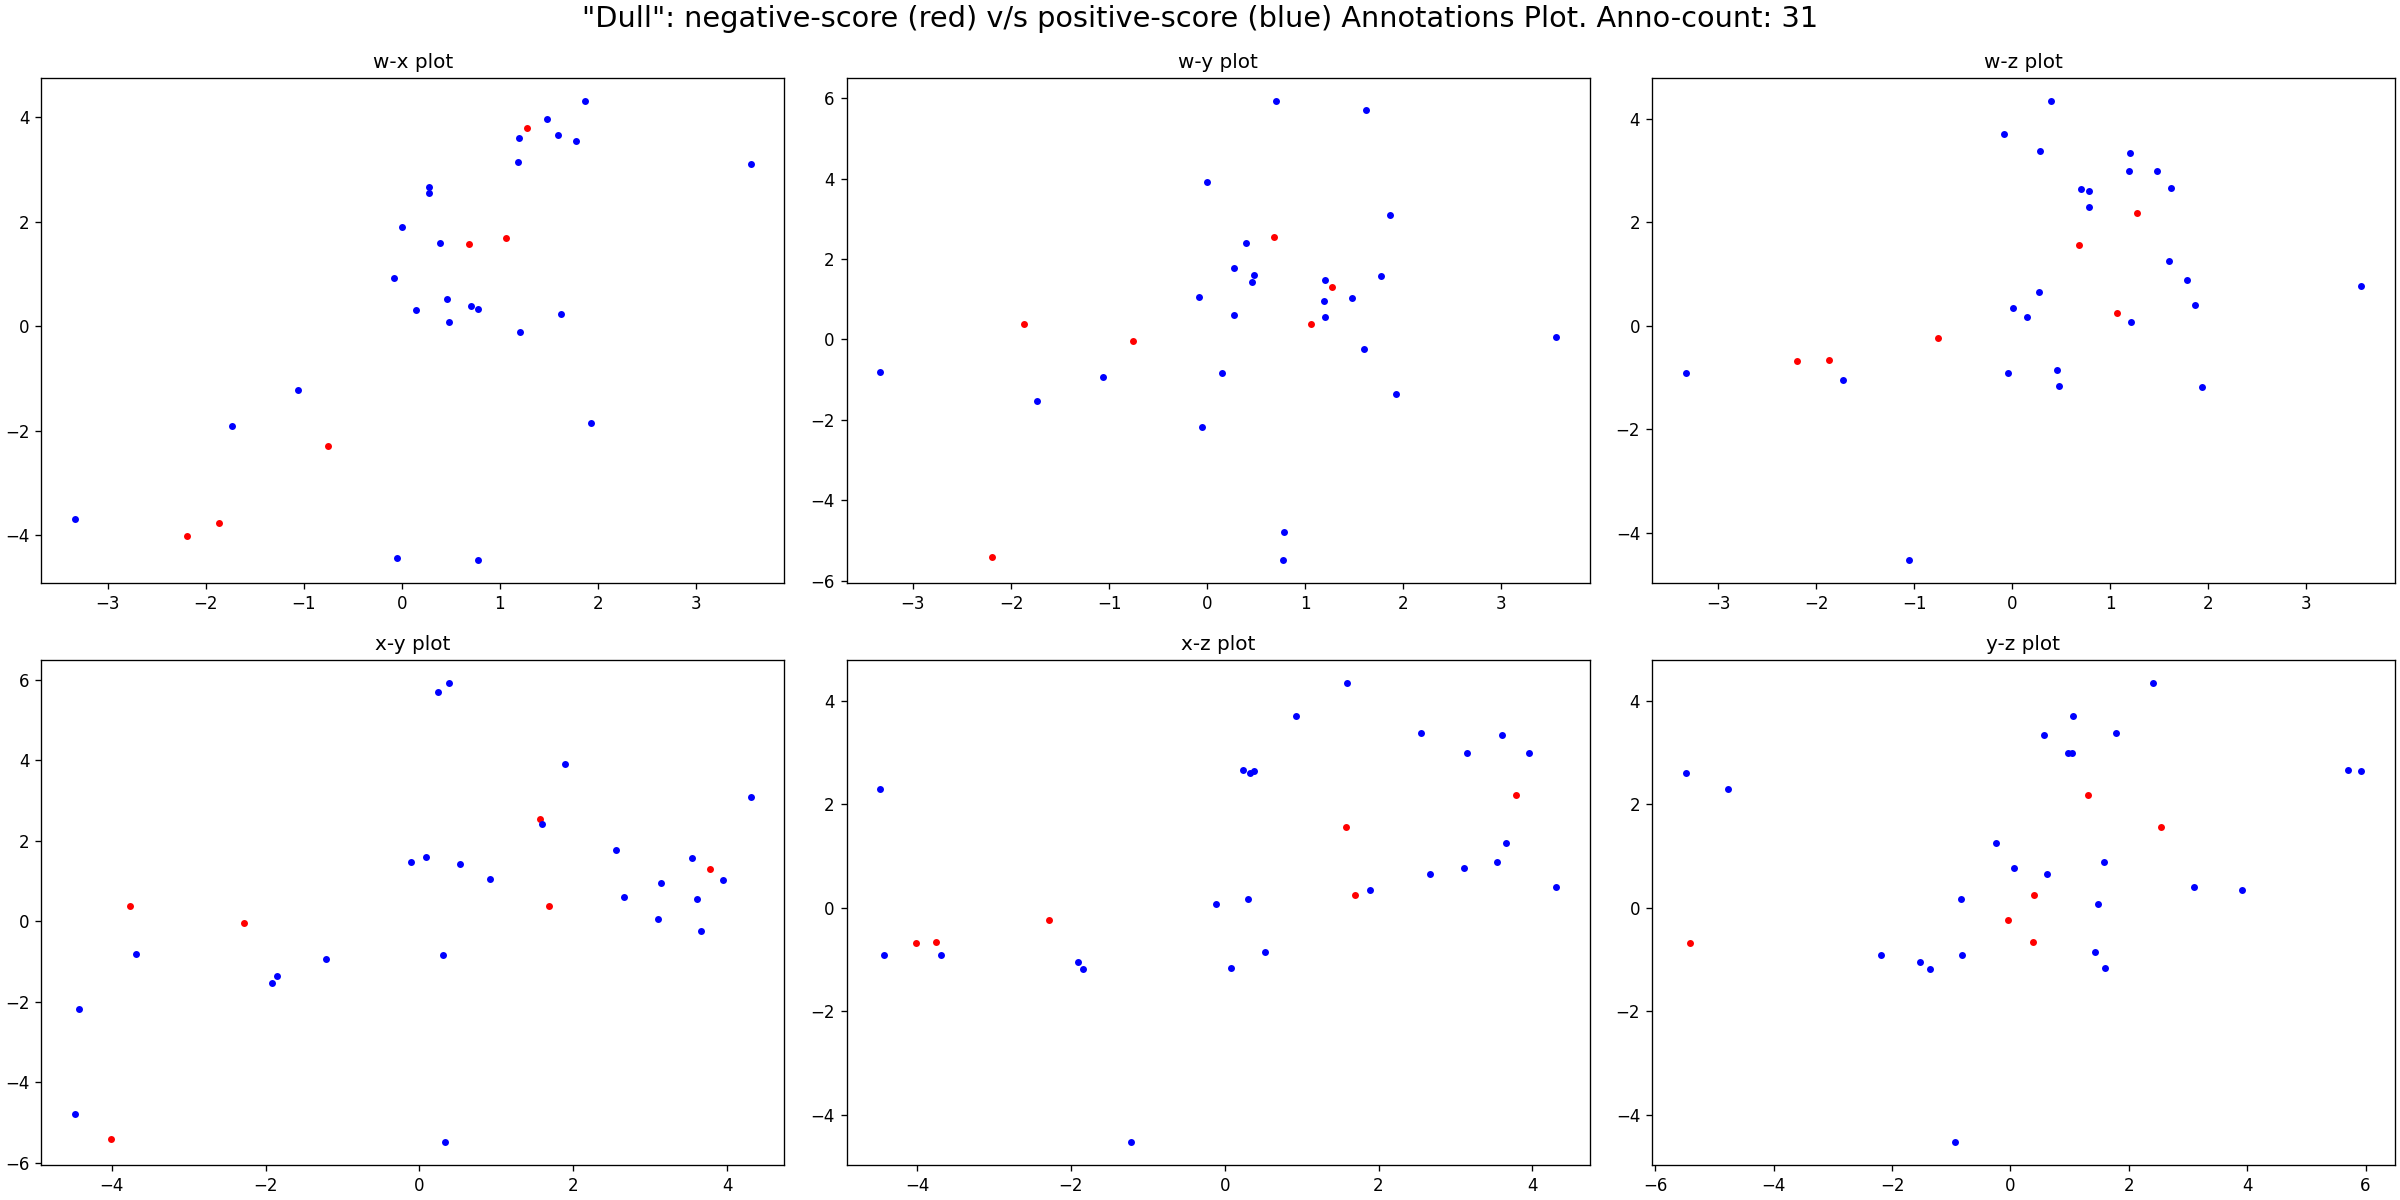 "Dull": negative-score (red) v/s positive-score (blue) Annotations Plot. Anno-count: 31
w-x plot
4
2
0
−2
−4
−3 −2 −1 0 1 2 3
w-y plot
6
4
2
0
−2
−4
−6
−3 −2 −1 0 1 2 3
w-z plot
4
2
0
−2
−4
−3 −2 −1 0 1 2 3
x-y plot
6
4
2
0
−2
−4
−6
−4 −2 0 2 4
x-z plot
4
2
0
−2
−4
−4 −2 0 2 4
y-z plot
4
2
0
−2
−4
−6 −4 −2 0 2 4 6